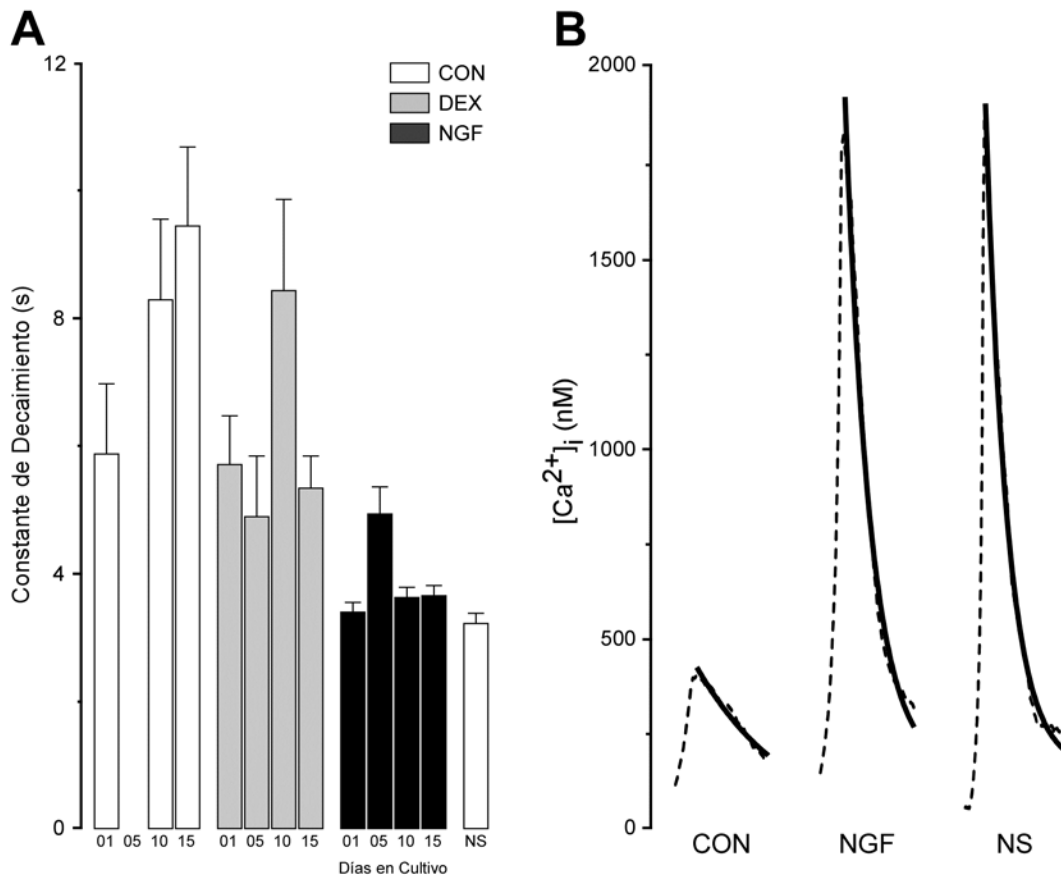 A
Constante de Decaimiento (s)
12
8
4
0
CON
DEX
NGF
01 05 10 15 01 05 10 15 01 05 10 15 NS
Días en Cultivo
B
[Ca²⁺]ᵢ (nM)
2000
1500
1000
500
0
CON NGF NS